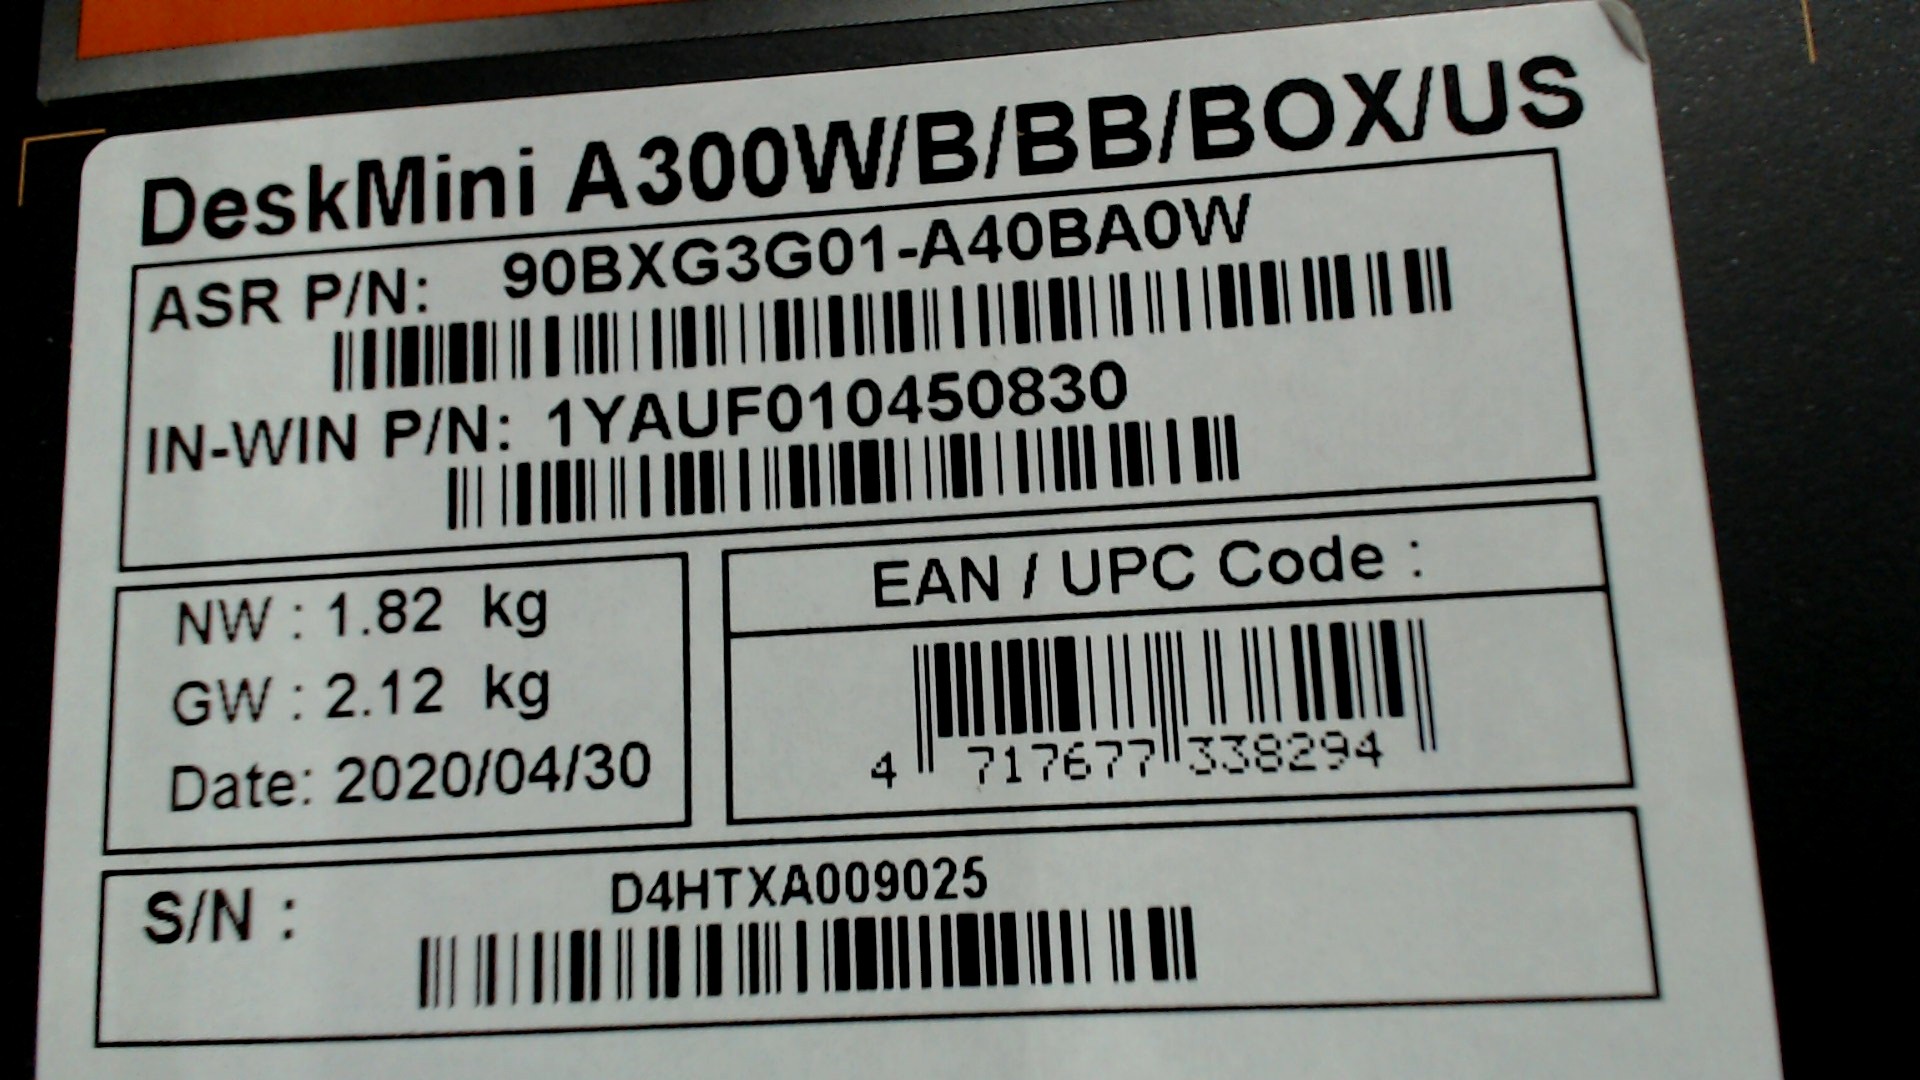 DeskMini A300W/B/BB/BOX/US
ASR P/N: 90BXG3G01-A40BA0W
IN-WIN P/N: 1YAUF010450830
NW : 1.82 kg
GW : 2.12 kg
Date: 2020/04/30
EAN / UPC Code :
4 717677 338294
S/N : D4HTXA009025